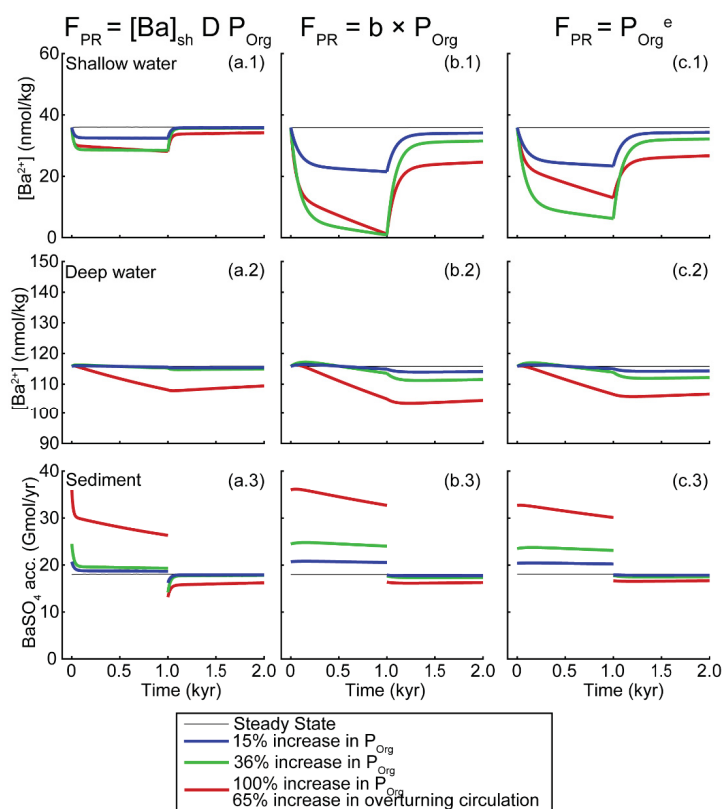 F_PR = [Ba]_sh D P_Org
F_PR = b × P_Org
F_PR = P_Org^e
60
Shallow water
(a.1)
(b.1)
(c.1)
40
20
0
[Ba²⁺] (nmol/kg)
150
Deep water
(a.2)
(b.2)
(c.2)
140
130
120
110
100
90
[Ba²⁺] (nmol/kg)
40
Sediment
(a.3)
(b.3)
(c.3)
30
20
10
0
BaSO₄ acc. (Gmol/yr)
0 0.5 1.0 1.5 2.0
0 0.5 1.0 1.5 2.0
0 0.5 1.0 1.5 2.0
Time (kyr)
Time (kyr)
Time (kyr)
Steady State
15% increase in P_Org
36% increase in P_Org
100% increase in P_Org
65% increase in overturning circulation